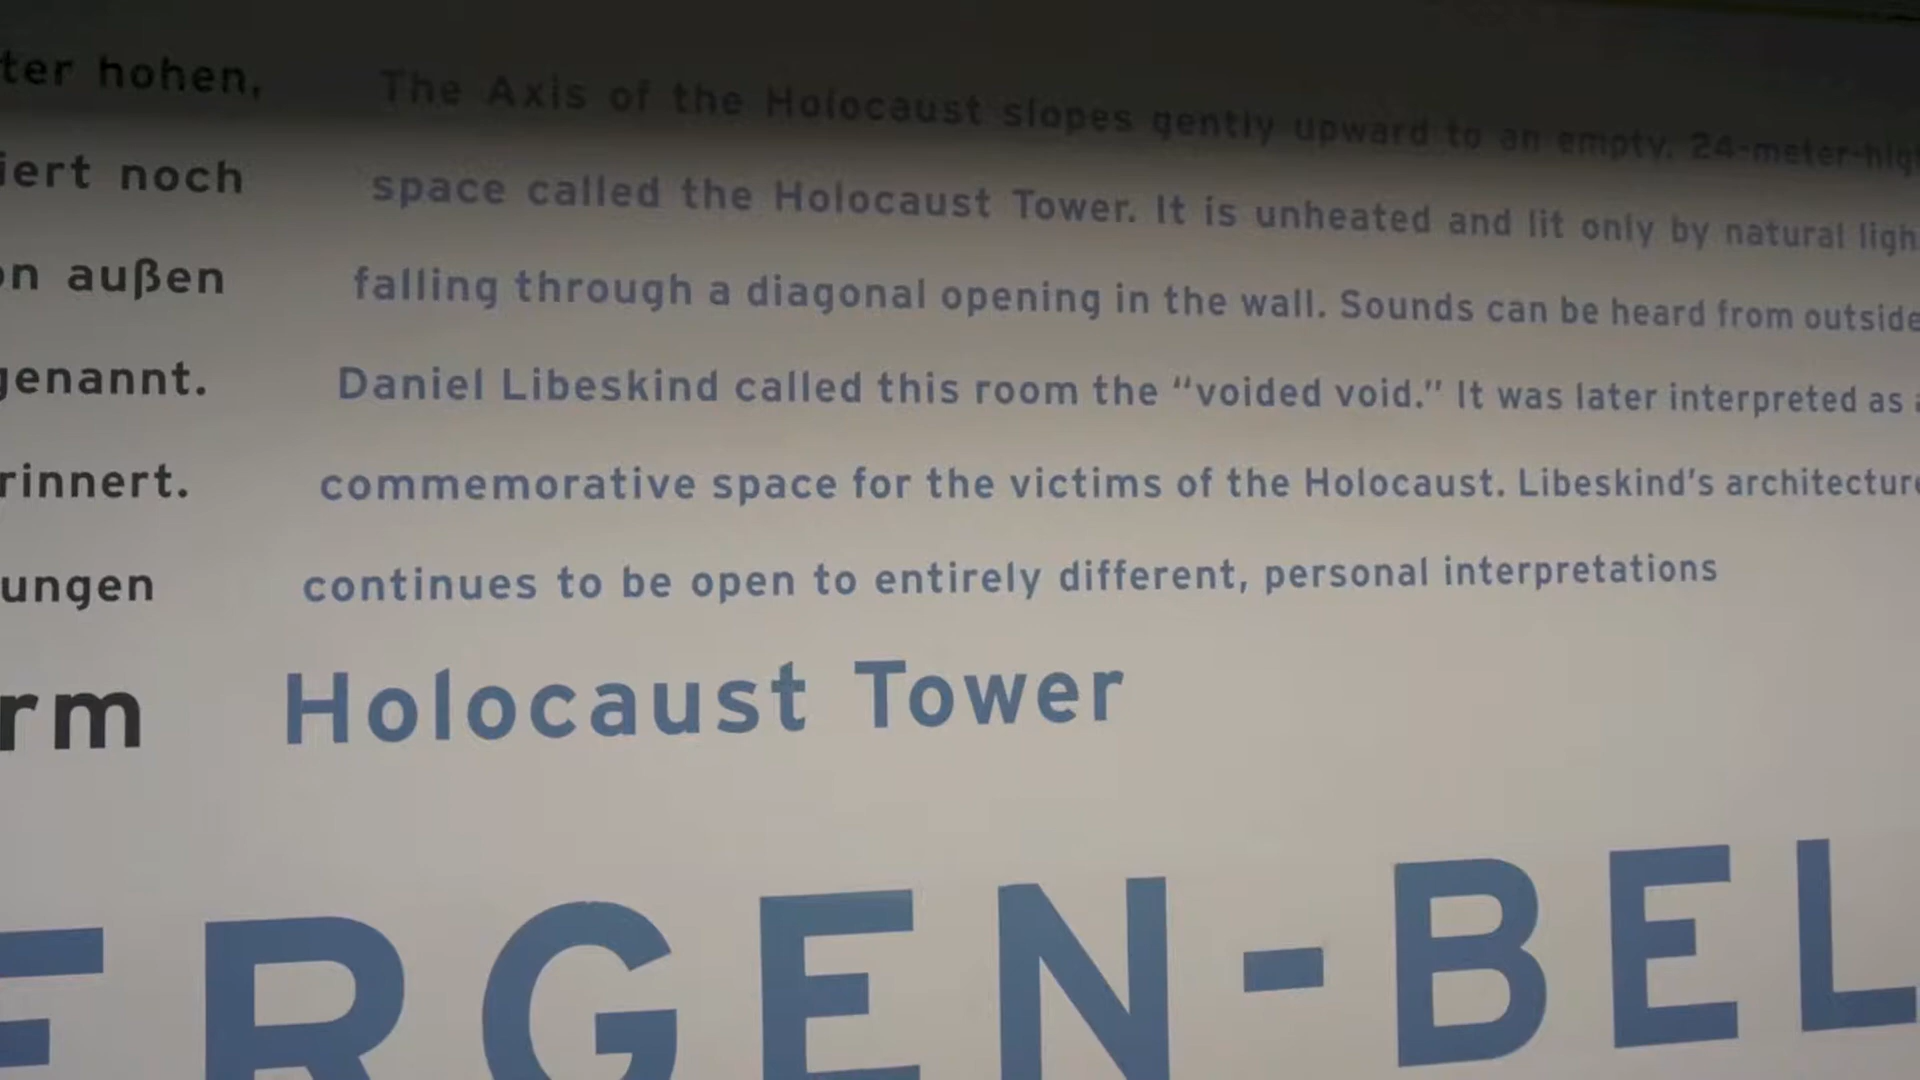 ter hohen,
iert noch
on außen
genannt.
rinnert.
ungen
rm
The Axis of the Holocaust slopes gently upward to an empty, 24-meter-high
space called the Holocaust Tower. It is unheated and lit only by natural ligh
falling through a diagonal opening in the wall. Sounds can be heard from outside
Daniel Libeskind called this room the “voided void.” It was later interpreted as a
commemorative space for the victims of the Holocaust. Libeskind’s architecture
continues to be open to entirely different, personal interpretations
Holocaust Tower
ERGEN-BEL